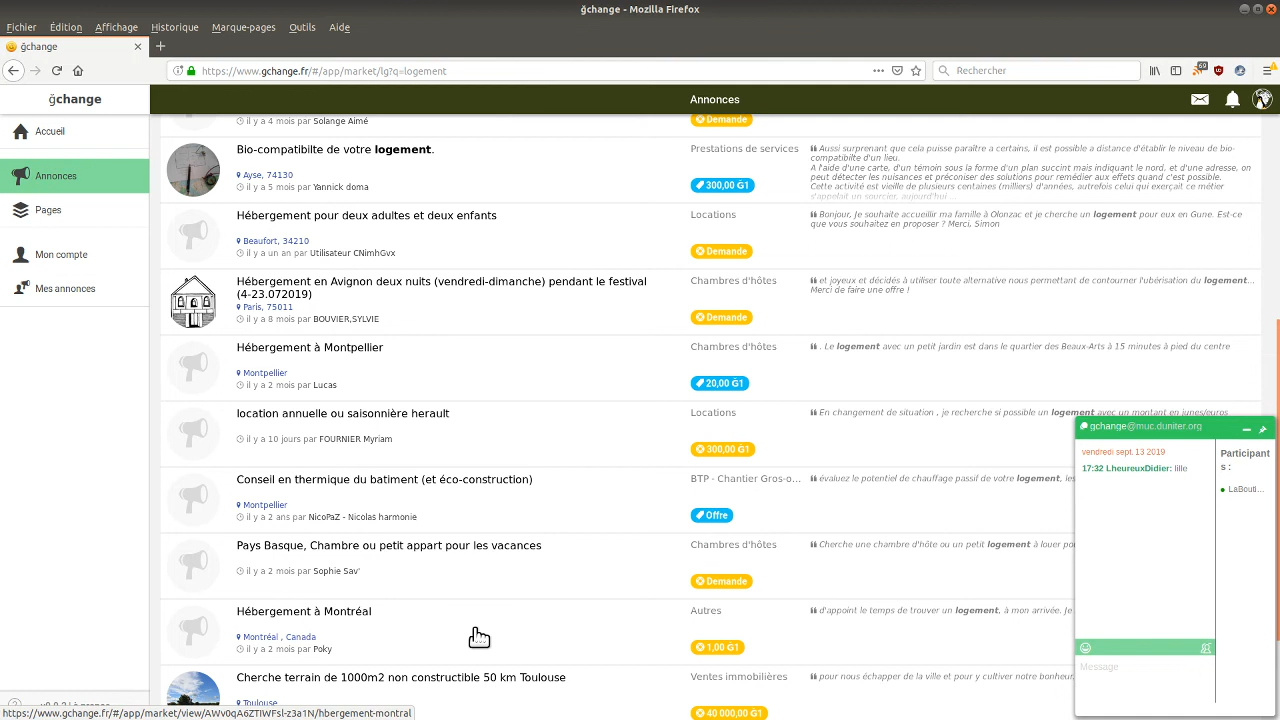 ğchange - Mozilla Firefox
Fichier Édition Affichage Historique Marque-pages Outils Aide
ğchange
https://www.gchange.fr/#/app/market/lg?q=logement
Rechercher
69
ğchange
Annonces
Accueil
Annonces
Pages
Mon compte
Mes annonces
il y a 4 mois par Solange Aimé
Demande
Bio-compatibilte de votre logement.
Ayse, 74130
il y a 5 mois par Yannick doma
Prestations de services
300,00 Ğ1
Aussi surprenant que cela puisse paraître a certains, il est possible a distance d'établir le niveau de bio-
compatibilte d'un lieu.
A l'aide d'une carte, d'un témoin sous la forme d'un plan succint mais indiquant le nord, et d'une adresse, on
peut détecter les nuisances et préconiser des solutions pour remédier aux effets quand c'est possible.
Cette activité est vieille de plusieurs centaines (milliers) d'années, autrefois celui qui exerçait ce métier
s'appelait un sourcier, aujourd'hui ...
Hébergement pour deux adultes et deux enfants
Beaufort, 34210
il y a un an par Utilisateur CNimhGvx
Locations
Demande
Bonjour, Je souhaite accueillir ma famille à Olonzac et je cherche un logement pour eux en Gune. Est-ce
que vous souhaitez en proposer ? Merci, Simon
Hébergement en Avignon deux nuits (vendredi-dimanche) pendant le festival
(4-23.072019)
Paris, 75011
il y a 8 mois par BOUVIER,SYLVIE
Chambres d'hôtes
Demande
et joyeux et décidés à utiliser toute alternative nous permettant de contourner l'ubérisation du logement...
Merci de faire une offre !
Hébergement à Montpellier
Montpellier
il y a 2 mois par Lucas
Chambres d'hôtes
20,00 Ğ1
. Le logement avec un petit jardin est dans le quartier des Beaux-Arts à 15 minutes à pied du centre
location annuelle ou saisonnière herault
il y a 10 jours par FOURNIER Myriam
Locations
300,00 Ğ1
En changement de situation , je recherche si possible un logement avec un montant en junes/euros
Conseil en thermique du batiment (et éco-construction)
Montpellier
il y a 2 ans par NicoPaZ - Nicolas harmonie
BTP - Chantier Gros-o...
Offre
évaluez le potentiel de chauffage passif de votre logement, les
Pays Basque, Chambre ou petit appart pour les vacances
il y a 2 mois par Sophie Sav'
Chambres d'hôtes
Demande
Cherche une chambre d'hôte ou un petit logement à louer po
Hébergement à Montréal
Montréal , Canada
il y a 2 mois par Poky
Autres
1,00 Ğ1
d'appoint le temps de trouver un logement, à mon arrivée. Je
Cherche terrain de 1000m2 non constructible 50 km Toulouse
Toulouse
Ventes immobilières
40 000,00 Ğ1
pour nous échapper de la ville et pour y cultiver notre bonheur.
gchange@muc.duniter.org
vendredi sept. 13 2019
17:32 LheureuxDidier: lille
Participant
s :
LaBouti...
Message
https://www.gchange.fr/#/app/market/view/AWv0qA6ZTIWFsl-z3a1N/hbergement-montral